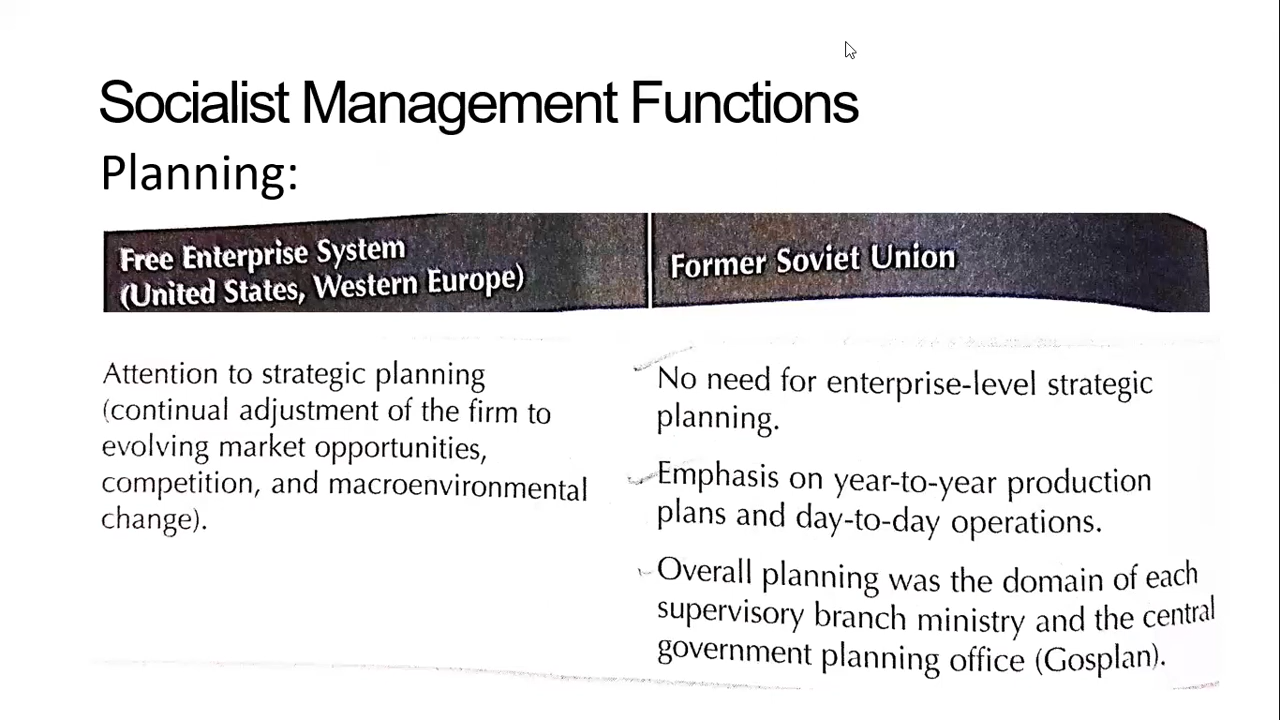 Socialist Management Functions
Planning:
Free Enterprise System
(United States, Western Europe)
Former Soviet Union
Attention to strategic planning
(continual adjustment of the firm to
evolving market opportunities,
competition, and macroenvironmental
change).
No need for enterprise-level strategic
planning.
Emphasis on year-to-year production
plans and day-to-day operations.
Overall planning was the domain of each
supervisory branch ministry and the central
government planning office (Gosplan).